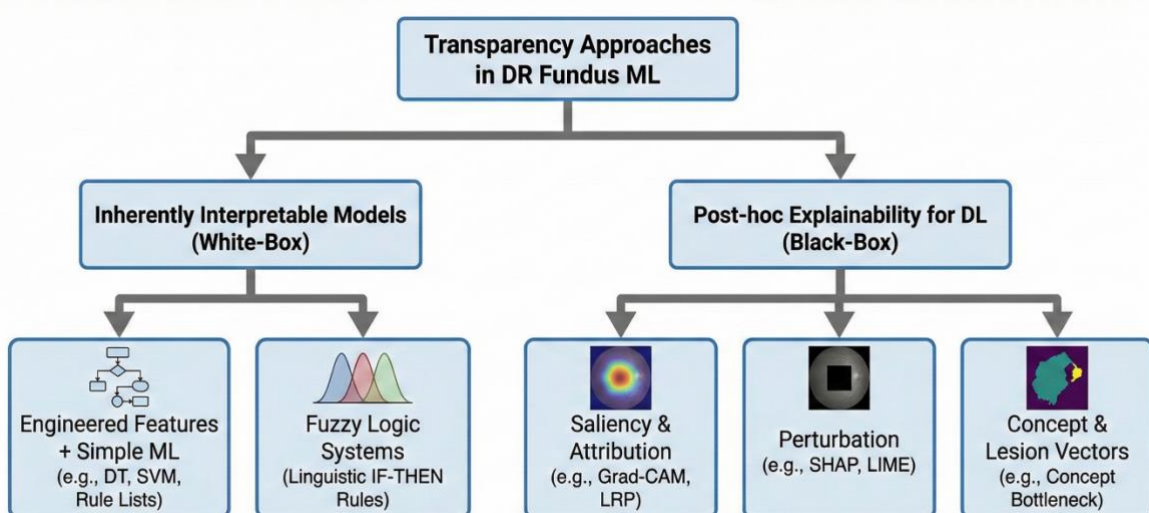 Transparency Approaches
in DR Fundus ML
Inherently Interpretable Models
(White-Box)
Post-hoc Explainability for DL
(Black-Box)
Engineered Features
+ Simple ML
(e.g., DT, SVM,
Rule Lists)
Fuzzy Logic
Systems
(Linguistic IF-THEN
Rules)
Saliency &
Attribution
(e.g., Grad-CAM,
LRP)
Perturbation
(e.g., SHAP, LIME)
Concept &
Lesion Vectors
(e.g., Concept
Bottleneck)